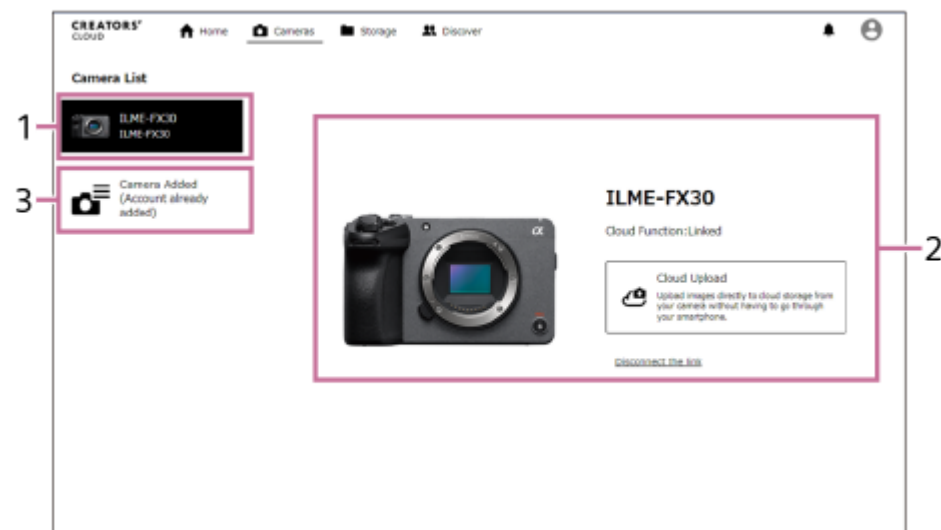 CREATORS'
CLOUD
Home
Cameras
Storage
Discover
Camera List
1
ILME-FX30
ILME-FX30
3
Camera Added
(Account already
added)
α
ILME-FX30
Cloud Function:Linked
2
Cloud Upload
Upload images directly to cloud storage from
your camera without having to go through
your smartphone.
Disconnect the link